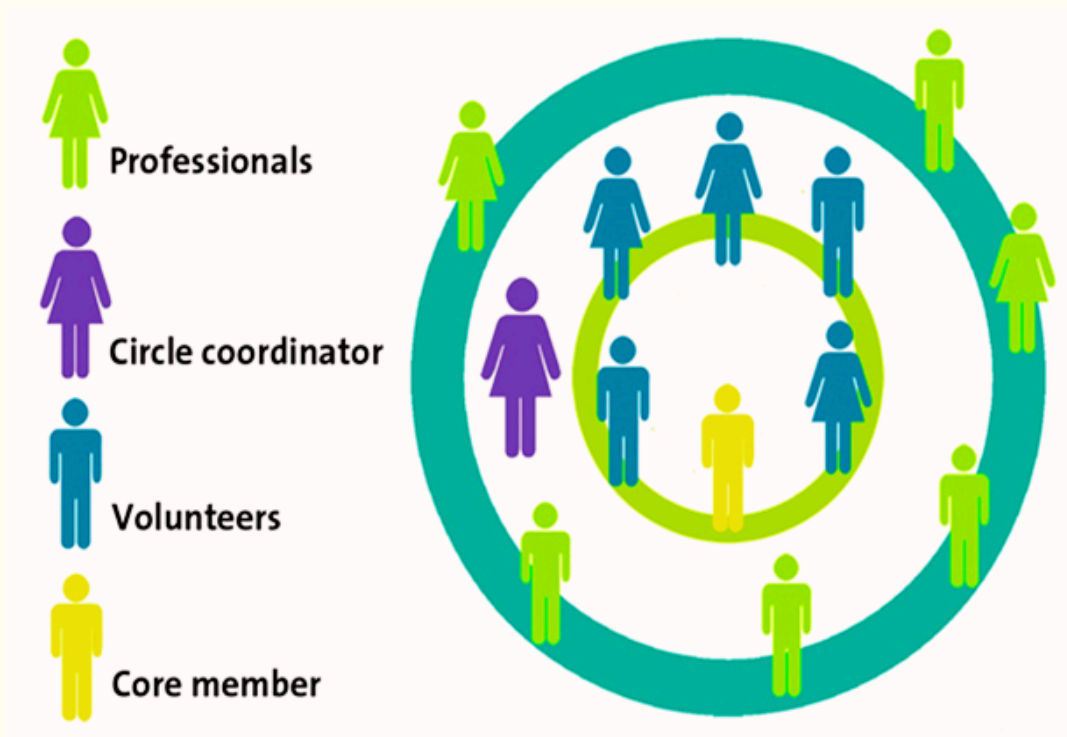 Professionals
Circle coordinator
Volunteers
Core member